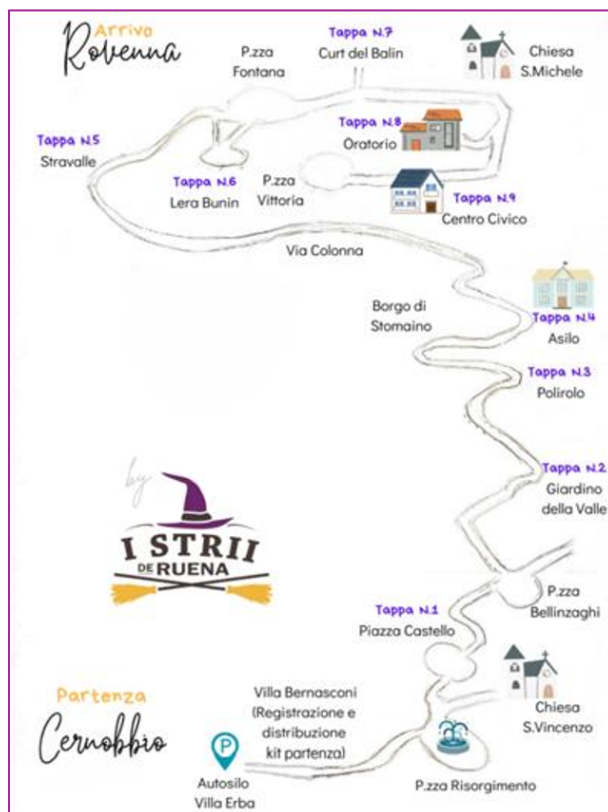 Arrivo
Rovenna
P.zza
Fontana
Tappa N.7
Curt del Balin
Chiesa
S.Michele
Tappa N.5
Stravalle
Tappa N.8
Oratorio
Tappa N.6
Lera Bunin
P.zza
Vittoria
Tappa N.9
Centro Civico
Via Colonna
Borgo di
Stomaino
Tappa N.4
Asilo
Tappa N.3
Polirolo
by
I STRII
DE RUENA
Tappa N.2
Giardino
della Valle
Tappa N.1
Piazza Castello
P.zza
Bellinzaghi
Partenza
Cernobbio
Villa Bernasconi
(Registrazione e
distribuzione
kit partenza)
Chiesa
S.Vincenzo
P
Autosilo
Villa Erba
P.zza Risorgimento